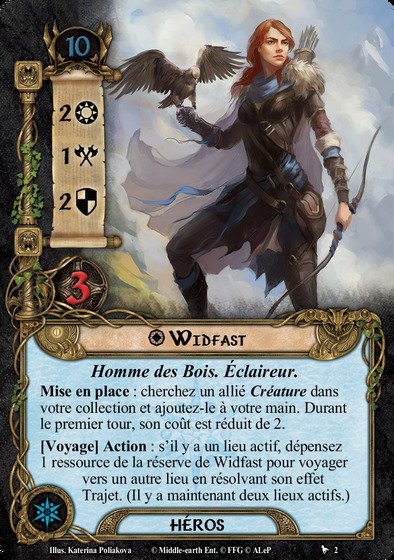 10
2
1
2
3
Widfast
Homme des Bois. Éclaireur.
Mise en place : cherchez un allié Créature dans
votre collection et ajoutez-le à votre main. Durant
le premier tour, son coût est réduit de 2.
[Voyage] Action : s’il y a un lieu actif, dépensez
1 ressource de la réserve de Widfast pour voyager
vers un autre lieu en résolvant son effet
Trajet. (Il y a maintenant deux lieux actifs.)
HÉROS
Illus. Katerina Poliakova © Middle-earth Ent. © FFG © ALeP 2